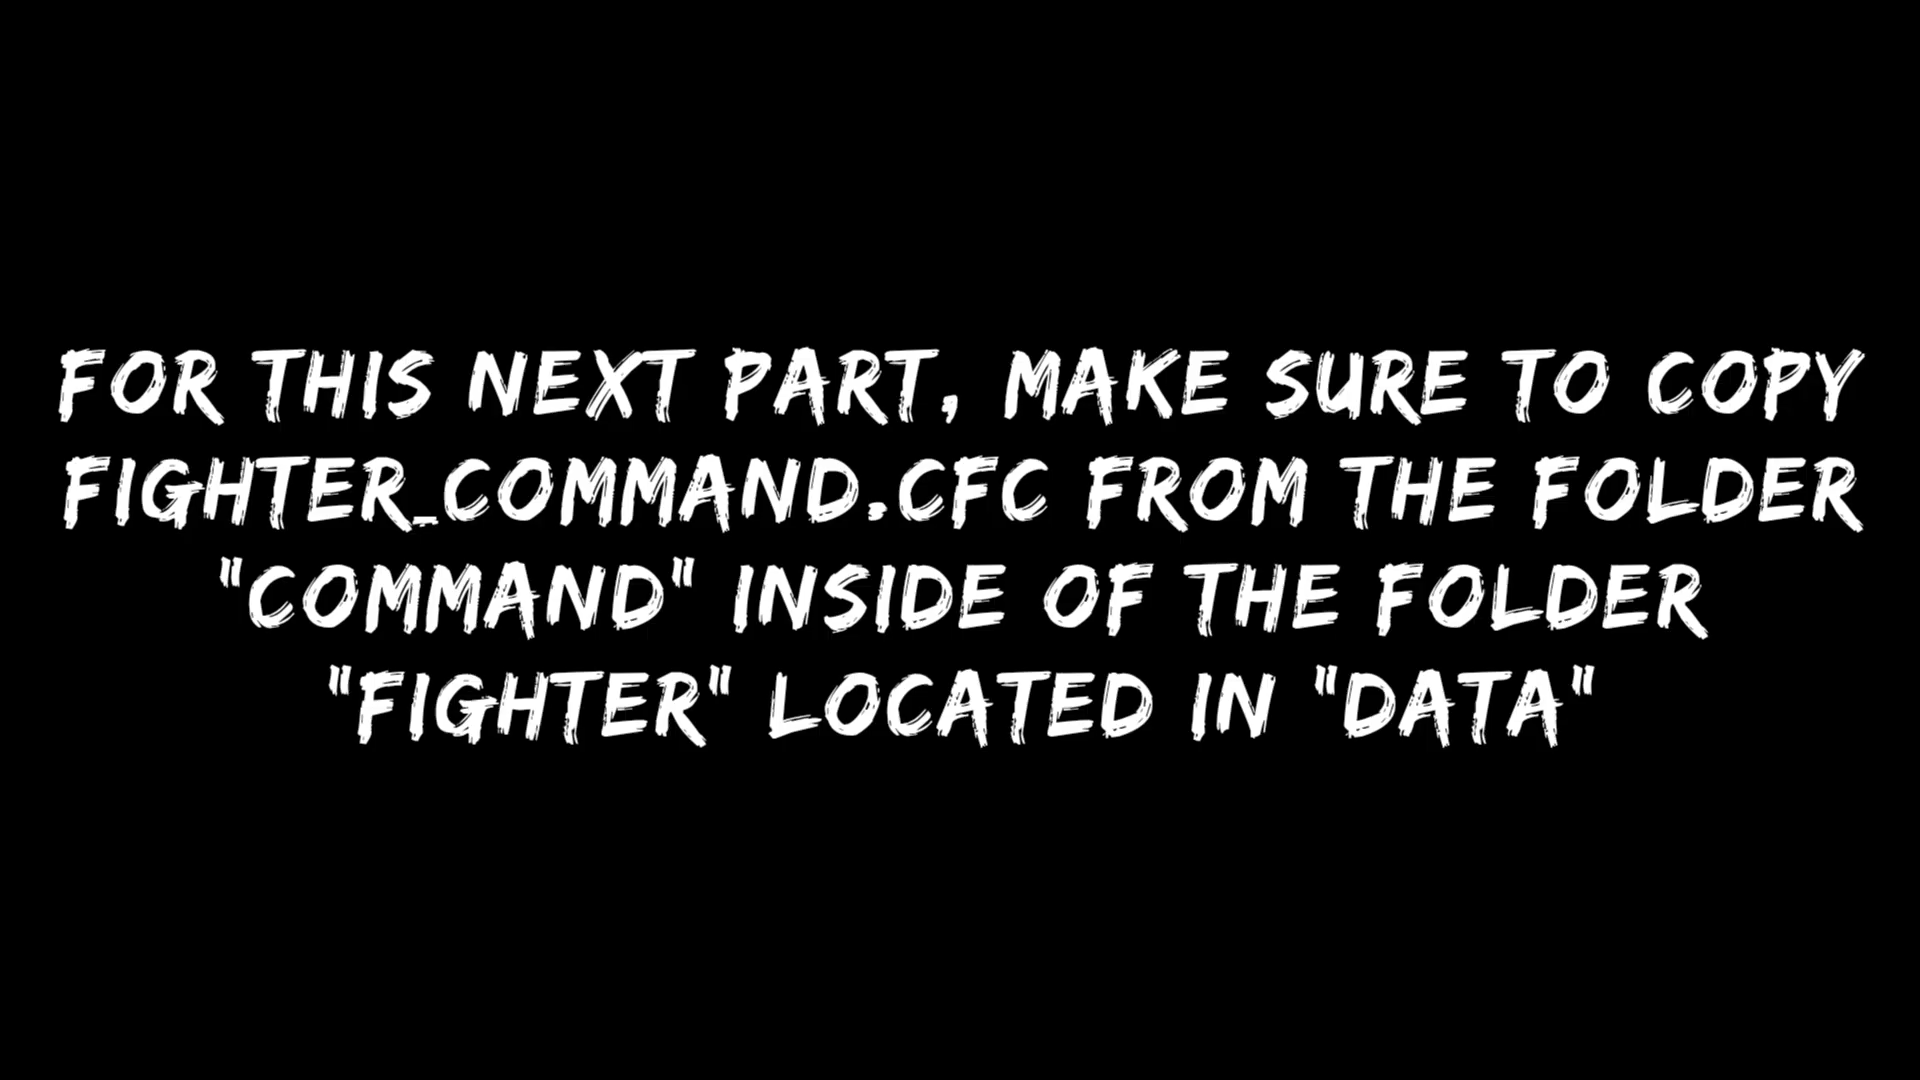 FOR THIS NEXT PART, MAKE SURE TO COPY
FIGHTER_COMMAND.CFC FROM THE FOLDER
"COMMAND" INSIDE OF THE FOLDER
"FIGHTER" LOCATED IN "DATA"